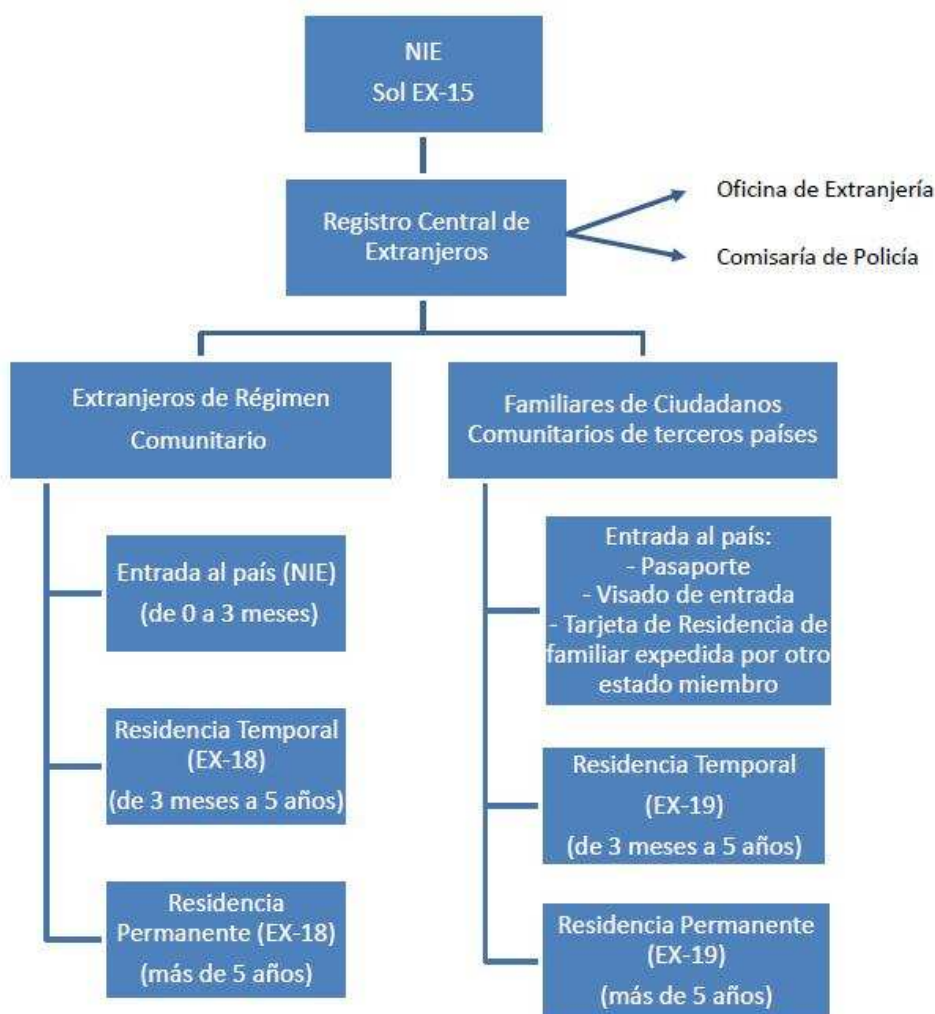 NIE
Sol EX-15
Registro Central de
Extranjeros
Oficina de Extranjería
Comisaría de Policía
Extranjeros de Régimen
Comunitario
Entrada al país (NIE)
(de 0 a 3 meses)
Residencia Temporal
(EX-18)
(de 3 meses a 5 años)
Residencia
Permanente (EX-18)
(más de 5 años)
Familiares de Ciudadanos
Comunitarios de terceros países
Entrada al país:
- Pasaporte
- Visado de entrada
- Tarjeta de Residencia de
familiar expedida por otro
estado miembro
Residencia Temporal
(EX-19)
(de 3 meses a 5 años)
Residencia Permanente
(EX-19)
(más de 5 años)